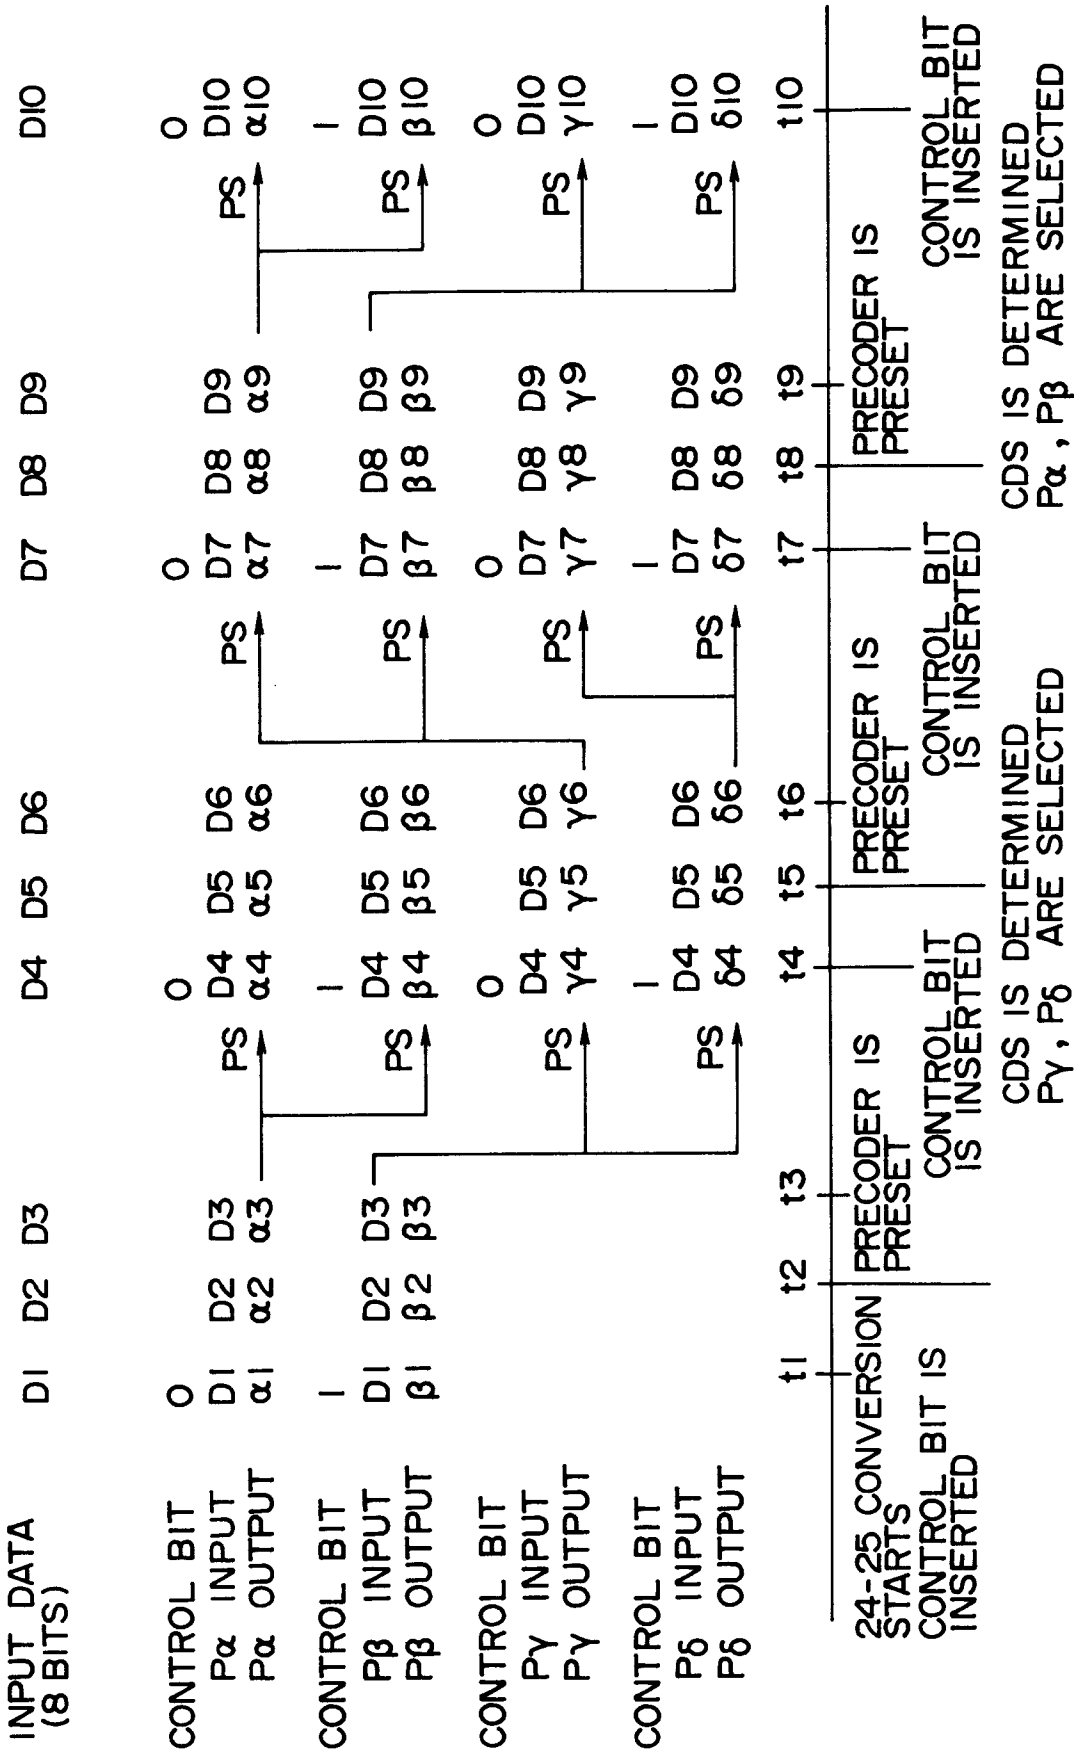 INPUT DATA D1 D2 D3 D4 D5 D6 D7 D8 D9 D10
(8 BITS)
CONTROL BIT 0 0 0 0
Pα INPUT D1 D2 D3 D4 D5 D6 D7 D8 D9 D10
Pα OUTPUT α1 α2 α3 PS α4 α5 α6 PS α7 α8 α9 PS α10
CONTROL BIT 1 1 1 1
Pβ INPUT D1 D2 D3 D4 D5 D6 D7 D8 D9 D10
Pβ OUTPUT β1 β2 β3 PS β4 β5 β6 PS β7 β8 β9 PS β10
CONTROL BIT 0 0 0
Pγ INPUT D4 D5 D6 D7 D8 D9 D10
Pγ OUTPUT PS γ4 γ5 γ6 PS γ7 γ8 γ9 PS γ10
CONTROL BIT 1 1 1
Pδ INPUT D4 D5 D6 D7 D8 D9 D10
Pδ OUTPUT PS δ4 δ5 δ6 PS δ7 δ8 δ9 PS δ10
t1 t2 t3 t4 t5 t6 t7 t8 t9 t10
24-25 CONVERSION
STARTS
CONTROL BIT IS
INSERTED
PRECODER IS
PRESET
CONTROL BIT
IS INSERTED
CDS IS DETERMINED
Pγ, Pδ ARE SELECTED
PRECODER IS
PRESET
CONTROL BIT
IS INSERTED
CDS IS DETERMINED
Pα, Pβ ARE SELECTED
PRECODER IS
PRESET
CONTROL BIT
IS INSERTED